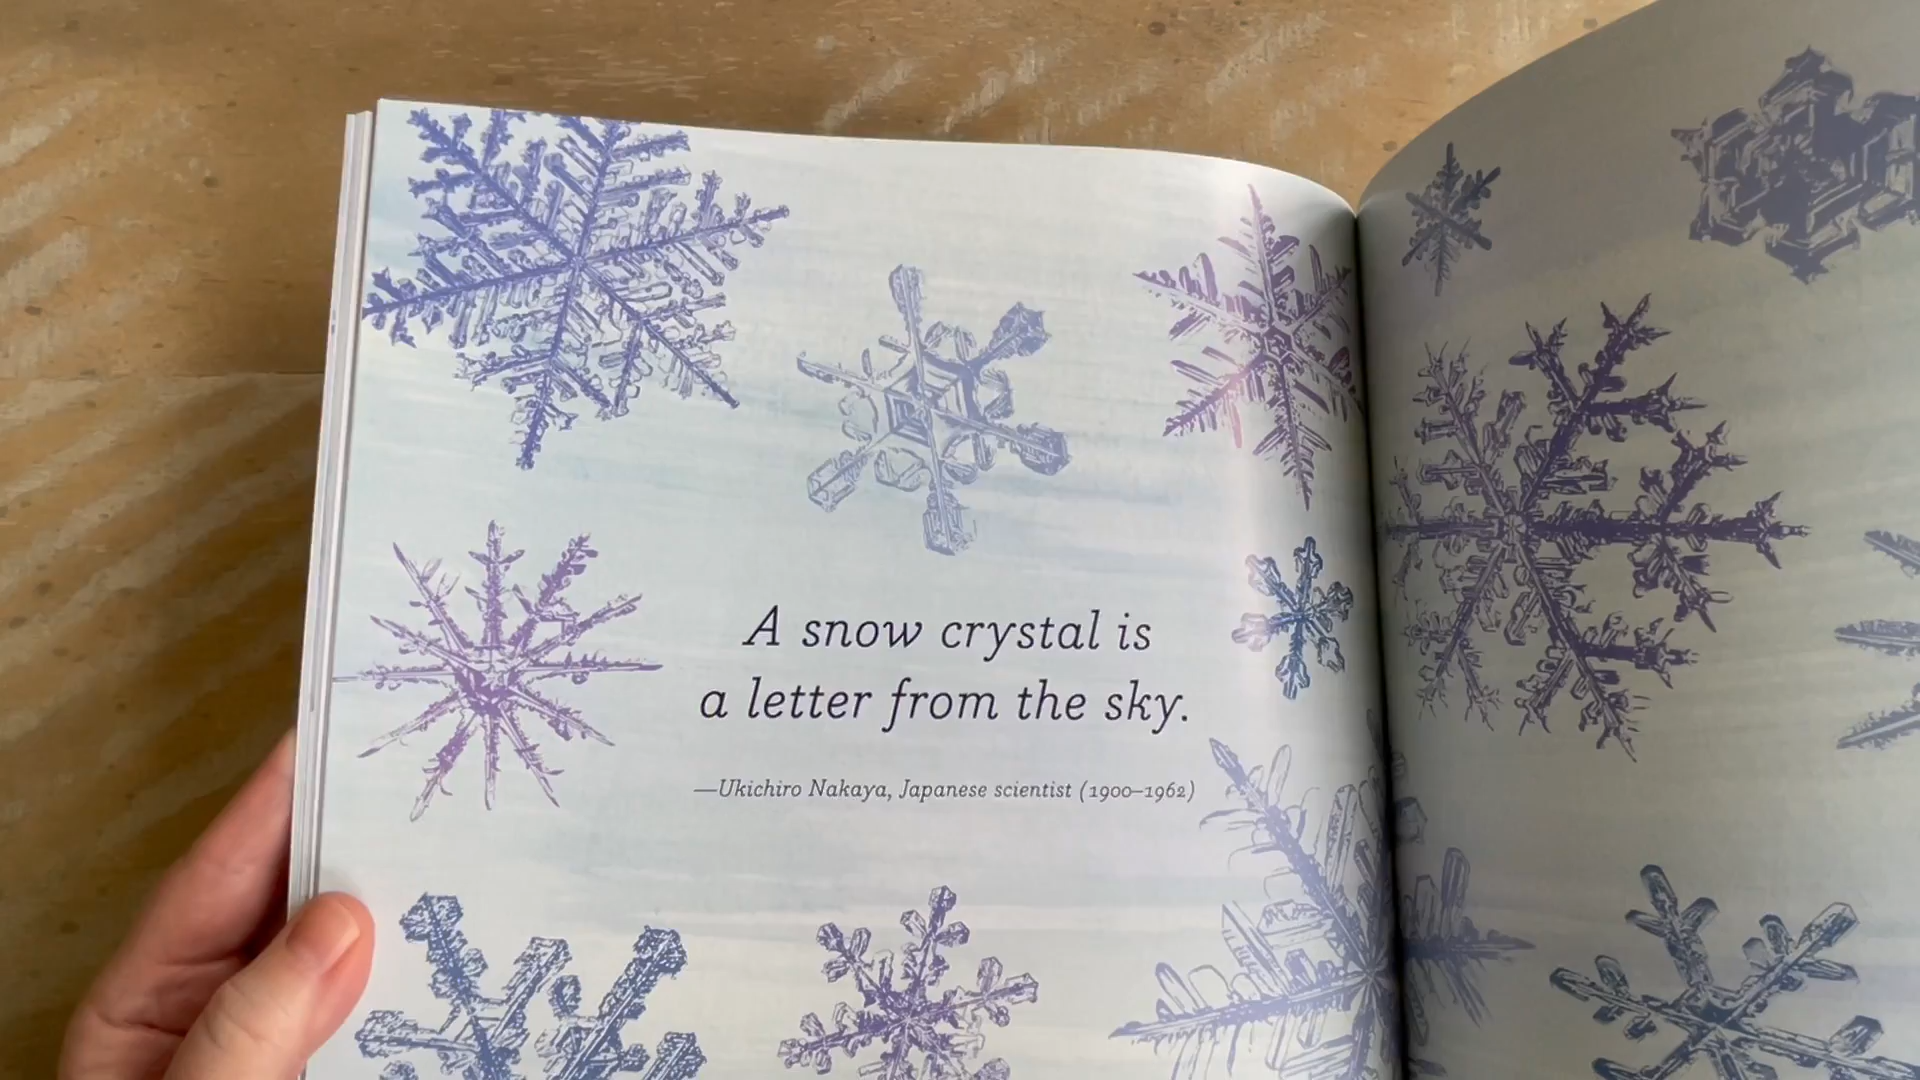 A snow crystal is
a letter from the sky.
—Ukichiro Nakaya, Japanese scientist (1900–1962)